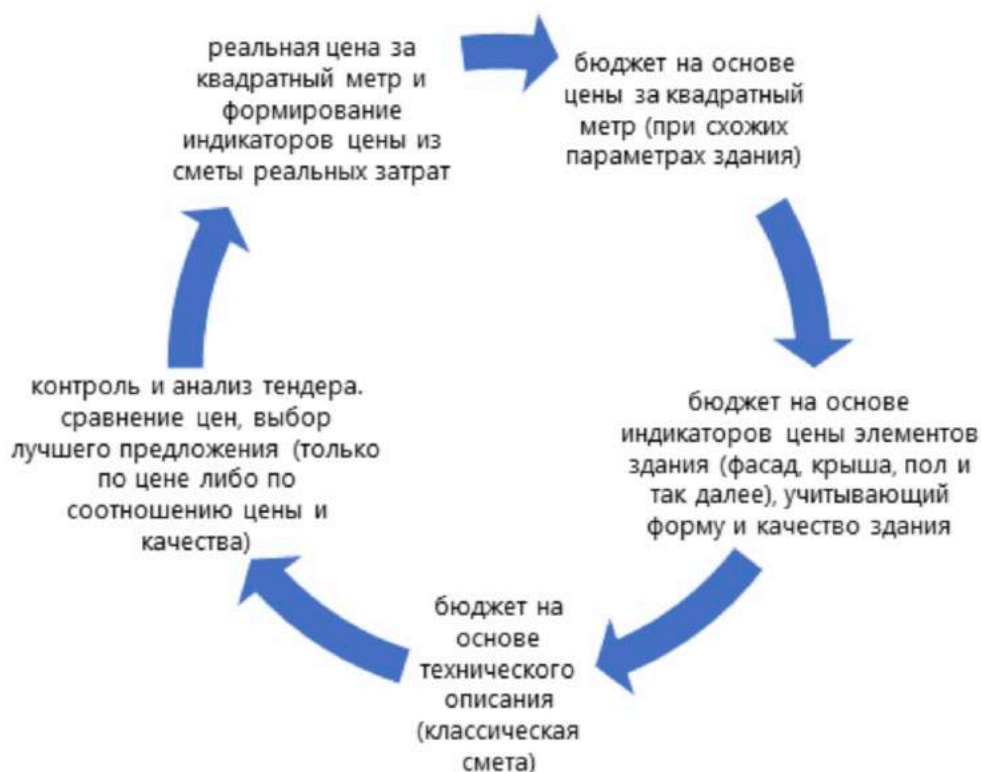 реальная цена за
квадратный метр и
формирование
индикаторов цены из
сметы реальных затрат
бюджет на основе
цены за квадратный
метр (при схожих
параметрах здания)
бюджет на основе
индикаторов цены элементов
здания (фасад, крыша, пол и
так далее), учитывающий
форму и качество здания
бюджет на
основе
технического
описания
(классическая
смета)
контроль и анализ тендера.
сравнение цен, выбор
лучшего предложения (только
по цене либо по
соотношению цены и
качества)